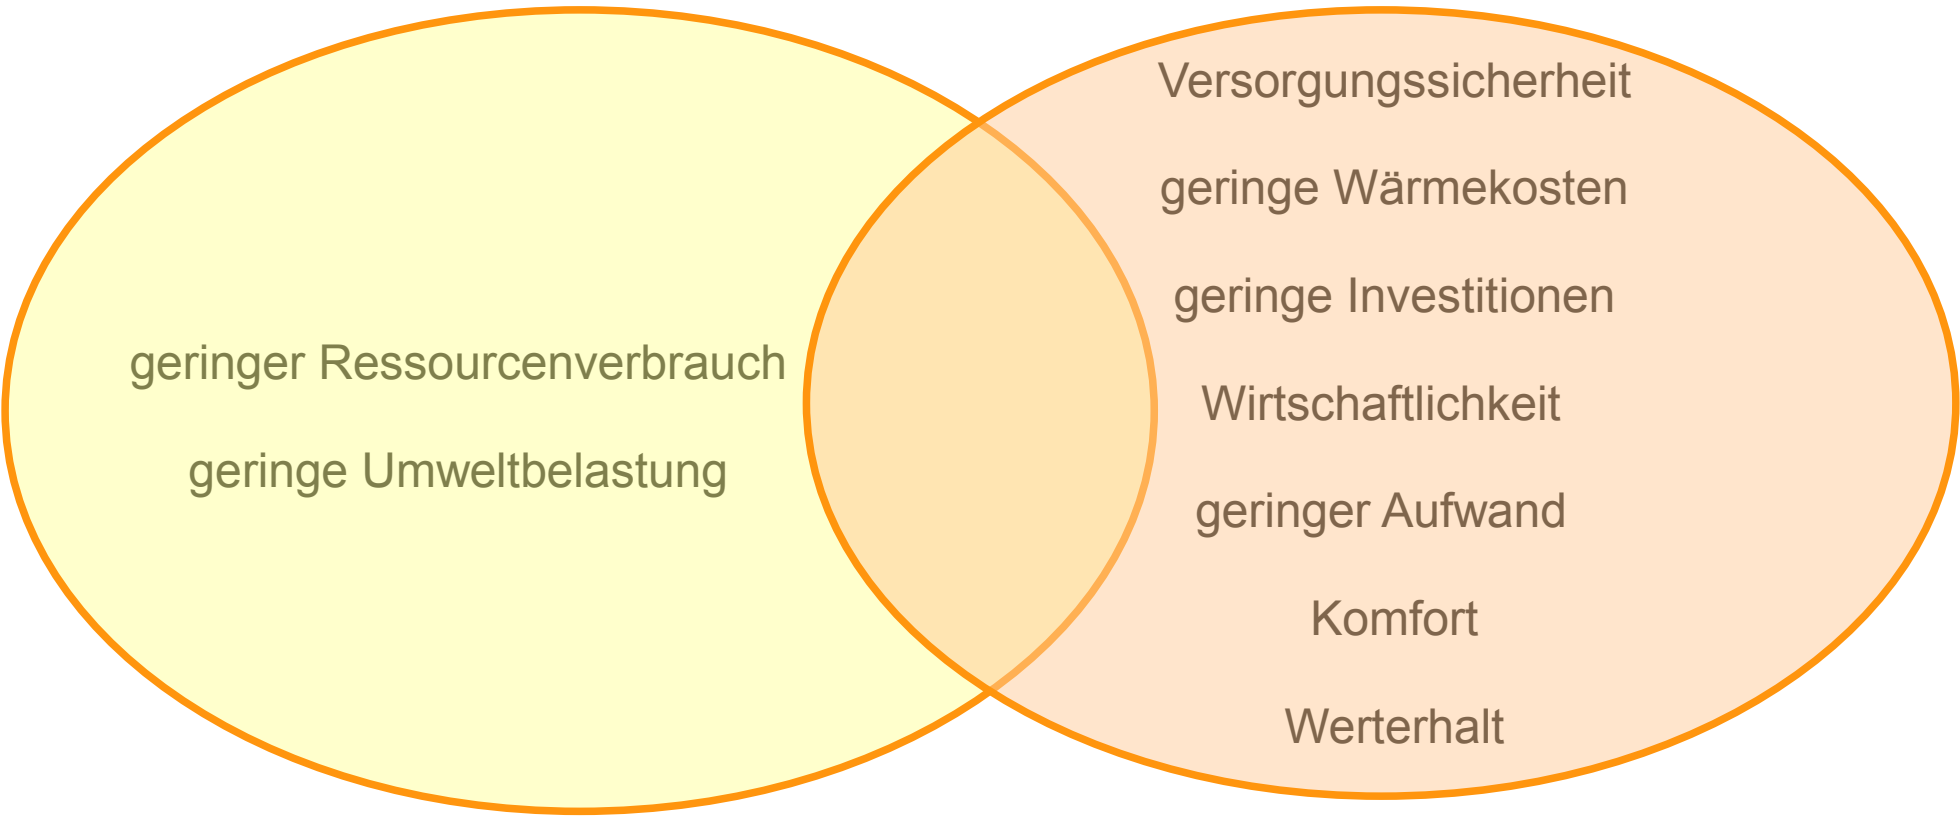 geringer Ressourcenverbrauch
geringe Umweltbelastung
Versorgungssicherheit
geringe Wärmekosten
geringe Investitionen
Wirtschaftlichkeit
geringer Aufwand
Komfort
Werterhalt